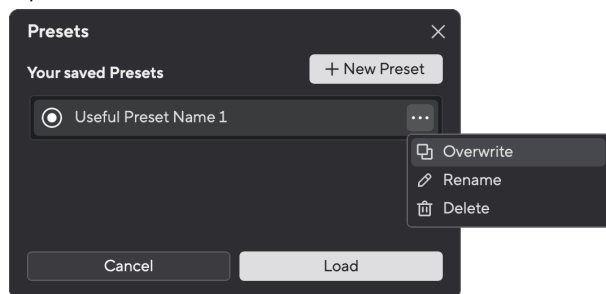 Presets
Your saved Presets
+ New Preset
Useful Preset Name 1
...
Overwrite
Rename
Delete
Cancel
Load